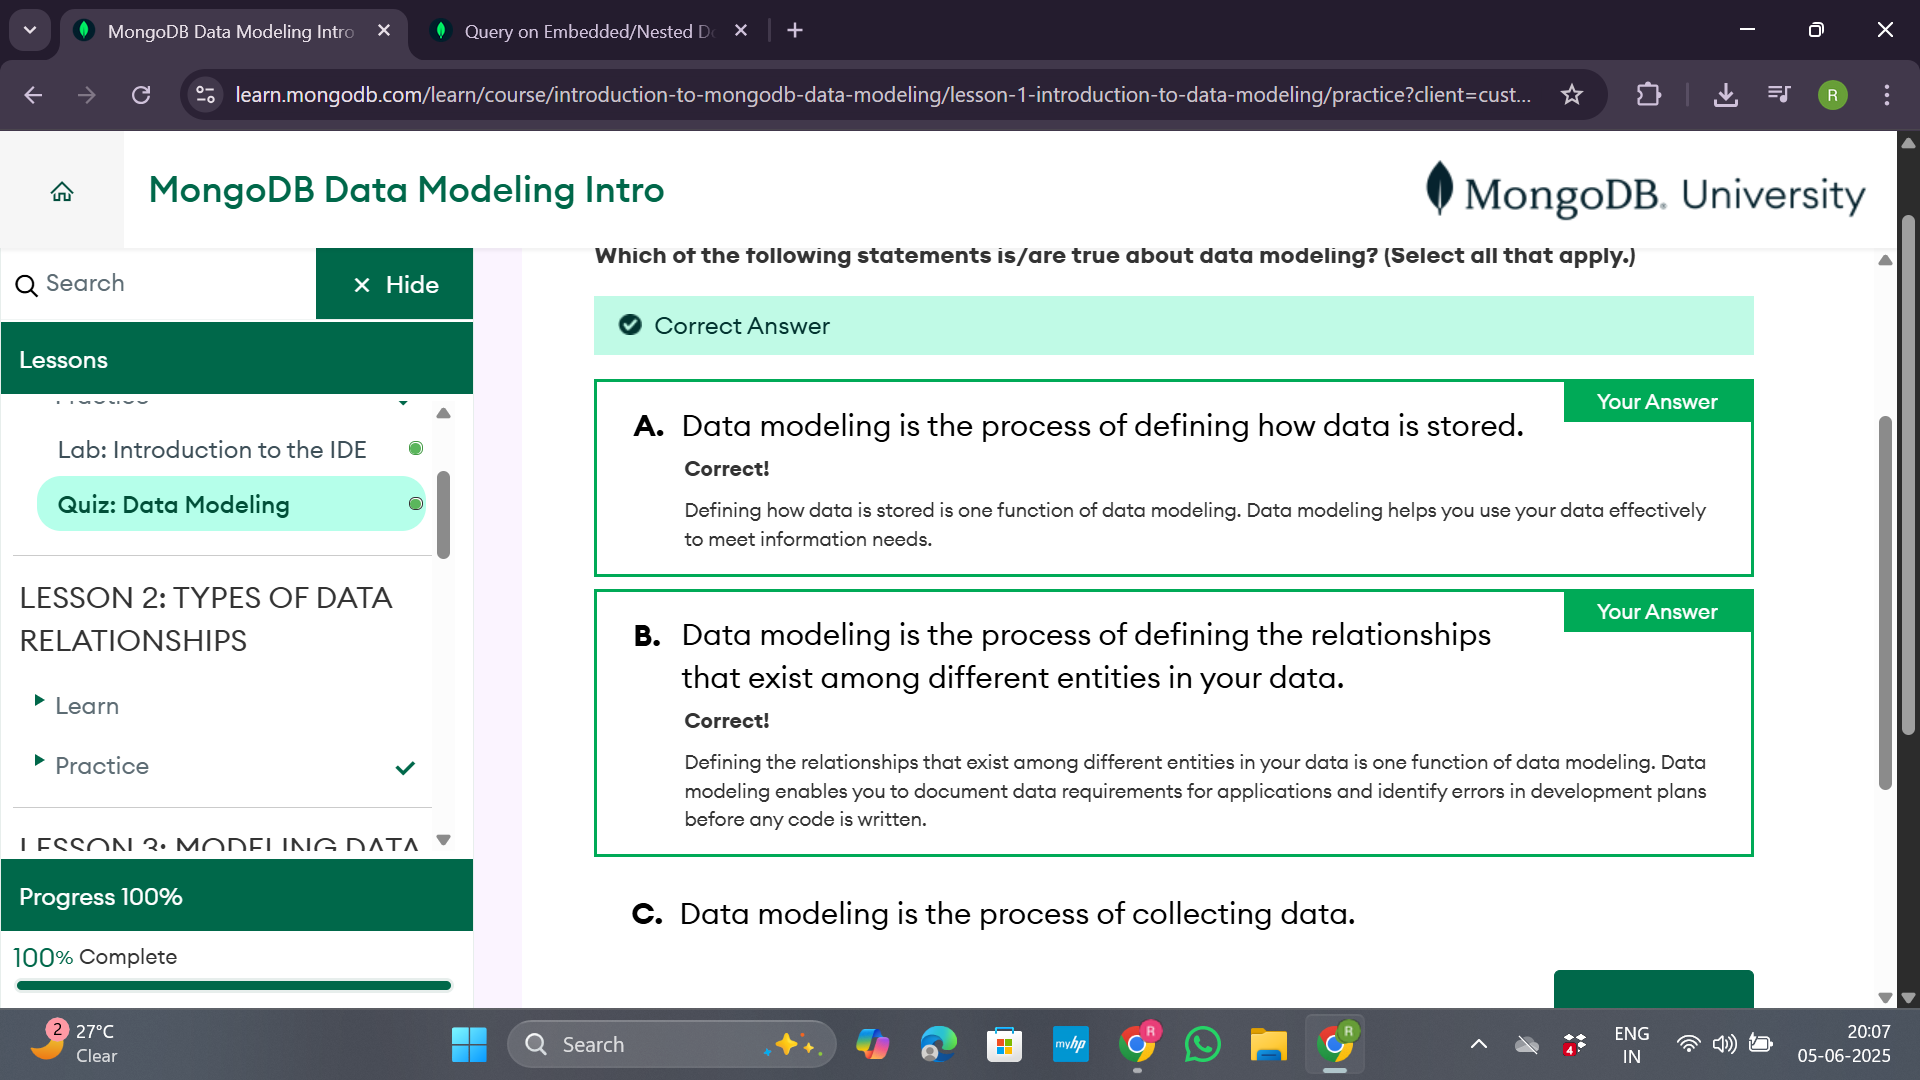 MongoDB Data Modeling Intro
Query on Embedded/Nested Do
learn.mongodb.com/learn/course/introduction-to-mongodb-data-modeling/lesson-1-introduction-to-data-modeling/practice?client=cust...
R
MongoDB Data Modeling Intro
MongoDB. University
Search
Hide
Lessons
Practice
Lab: Introduction to the IDE
Quiz: Data Modeling
LESSON 2: TYPES OF DATA
RELATIONSHIPS
Learn
Practice
LESSON 3: MODELING DATA
Progress 100%
100% Complete
Which of the following statements is/are true about data modeling? (Select all that apply.)
Correct Answer
Your Answer
A. Data modeling is the process of defining how data is stored.
Correct!
Defining how data is stored is one function of data modeling. Data modeling helps you use your data effectively
to meet information needs.
Your Answer
B. Data modeling is the process of defining the relationships
that exist among different entities in your data.
Correct!
Defining the relationships that exist among different entities in your data is one function of data modeling. Data
modeling enables you to document data requirements for applications and identify errors in development plans
before any code is written.
C. Data modeling is the process of collecting data.
2
27°C
Clear
Search
myhp
R
R
4
ENG
IN
20:07
05-06-2025